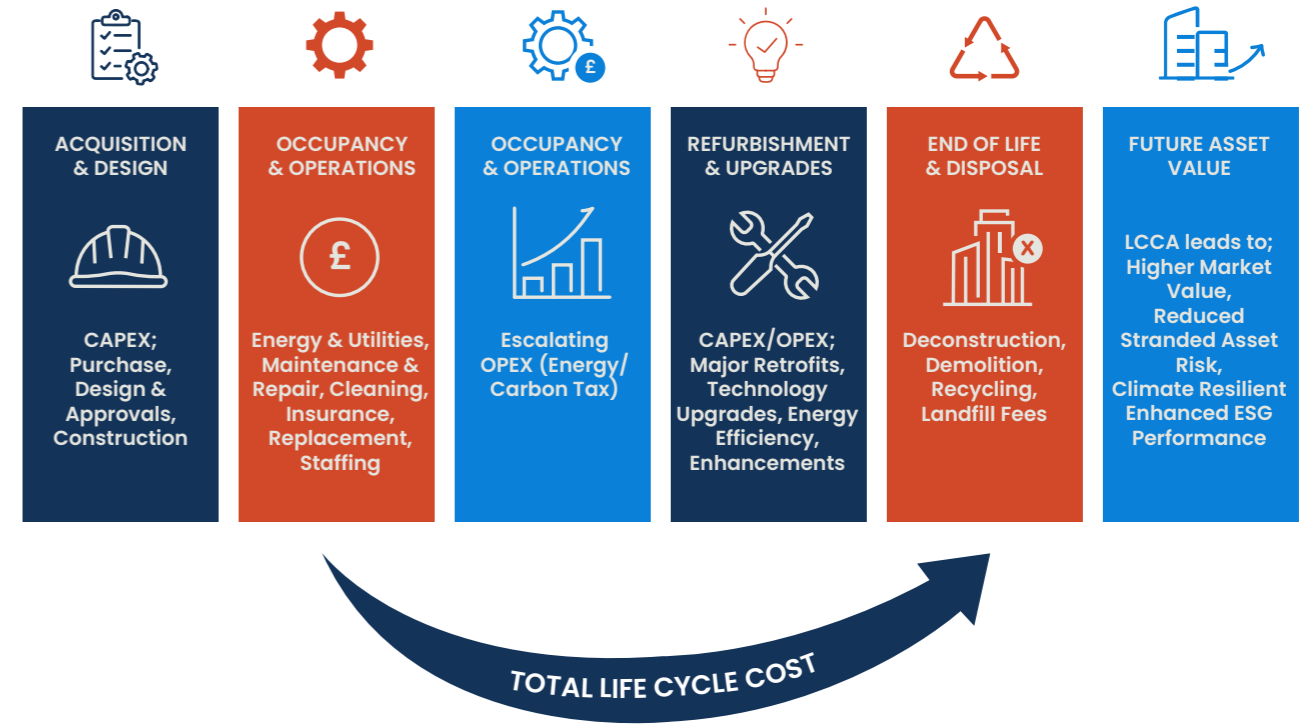 £
ACQUISITION
& DESIGN
CAPEX;
Purchase,
Design &
Approvals,
Construction
OCCUPANCY
& OPERATIONS
£
Energy & Utilities,
Maintenance &
Repair, Cleaning,
Insurance,
Replacement,
Staffing
OCCUPANCY
& OPERATIONS
Escalating
OPEX (Energy/
Carbon Tax)
REFURBISHMENT
& UPGRADES
CAPEX/OPEX;
Major Retrofits,
Technology
Upgrades, Energy
Efficiency,
Enhancements
END OF LIFE
& DISPOSAL
X
Deconstruction,
Demolition,
Recycling,
Landfill Fees
FUTURE ASSET
VALUE
LCCA leads to;
Higher Market
Value,
Reduced
Stranded Asset
Risk,
Climate Resilient
Enhanced ESG
Performance
TOTAL LIFE CYCLE COST